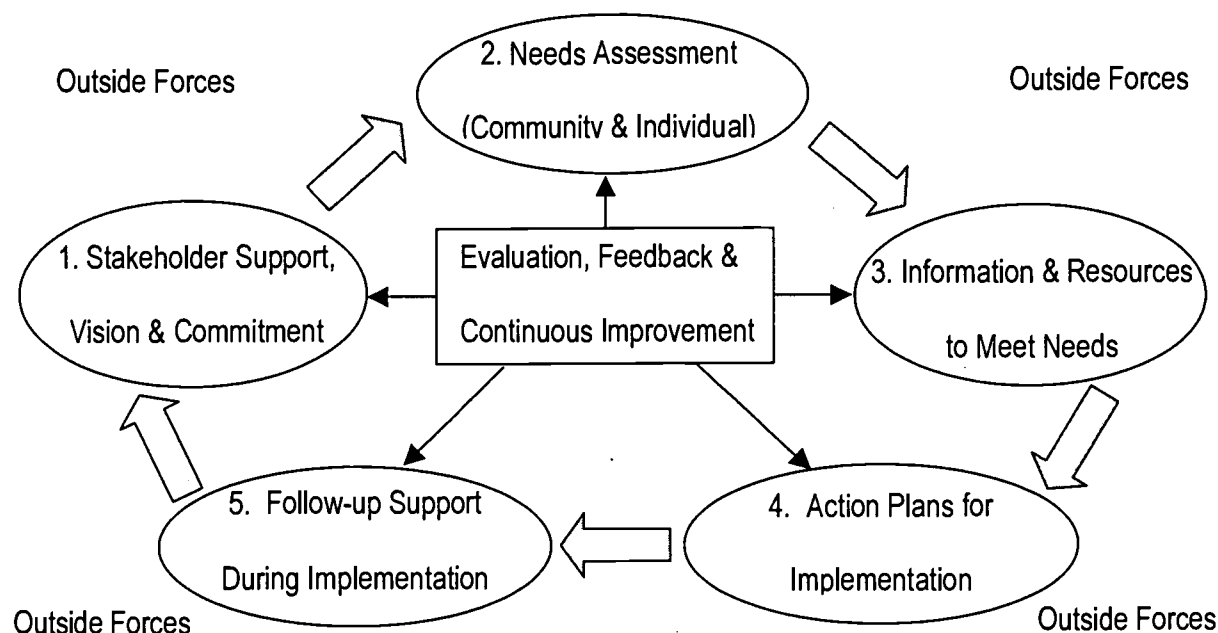 2. Needs Assessment
(Community & Individual)
Outside Forces
Outside Forces
1. Stakeholder Support,
Vision & Commitment
Evaluation, Feedback &
Continuous Improvement
3. Information & Resources
to Meet Needs
5. Follow-up Support
During Implementation
4. Action Plans for
Implementation
Outside Forces
Outside Forces